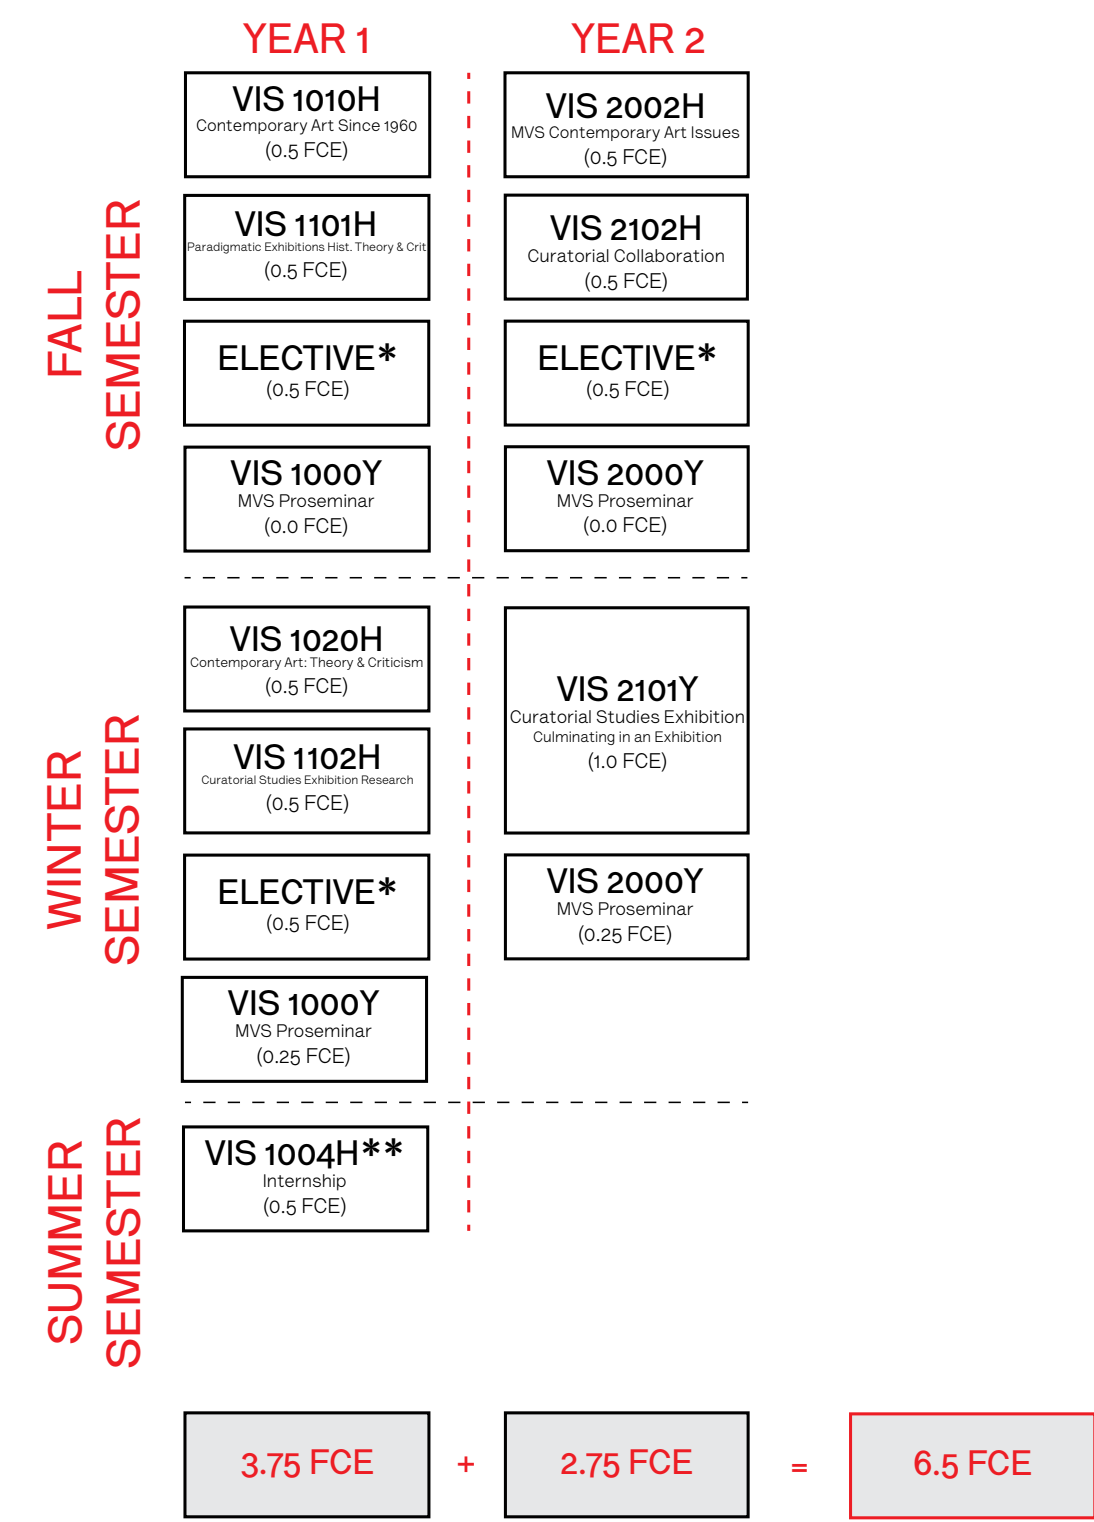 YEAR 1
YEAR 2
FALL
SEMESTER
VIS 1010H
Contemporary Art Since 1960
(0.5 FCE)
VIS 2002H
MVS Contemporary Art Issues
(0.5 FCE)
VIS 1101H
Paradigmatic Exhibitions Hist. Theory & Crit
(0.5 FCE)
VIS 2102H
Curatorial Collaboration
(0.5 FCE)
ELECTIVE*
(0.5 FCE)
ELECTIVE*
(0.5 FCE)
VIS 1000Y
MVS Proseminar
(0.0 FCE)
VIS 2000Y
MVS Proseminar
(0.0 FCE)
WINTER
SEMESTER
VIS 1020H
Contemporary Art: Theory & Criticism
(0.5 FCE)
VIS 1102H
Curatorial Studies Exhibition Research
(0.5 FCE)
VIS 2101Y
Curatorial Studies Exhibition
Culminating in an Exhibition
(1.0 FCE)
ELECTIVE*
(0.5 FCE)
VIS 2000Y
MVS Proseminar
(0.25 FCE)
VIS 1000Y
MVS Proseminar
(0.25 FCE)
SUMMER
SEMESTER
VIS 1004H**
Internship
(0.5 FCE)
3.75 FCE + 2.75 FCE = 6.5 FCE